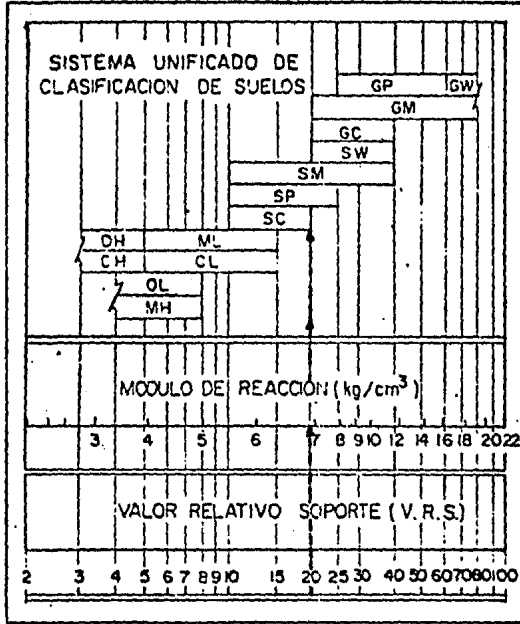 SISTEMA UNIFICADO DE
CLASIFICACION DE SUELOS
GP GW
GM
GC
SW
SM
SP
SC
OH ML
CH CL
OL
MH
MODULO DE REACCIÓN (kg/cm³)
3 4 5 6 7 8 9 10 12 14 16 18 20 22
VALOR RELATIVO SOPORTE (V.R.S.)
2 3 4 5 6 7 8 9 10 15 20 25 30 40 50 60 70 80 100